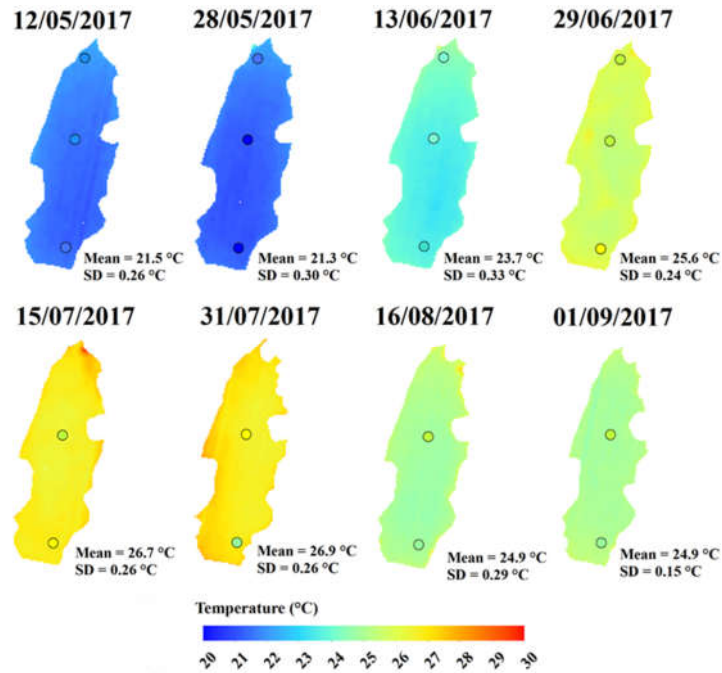 12/05/2017 28/05/2017 13/06/2017 29/06/2017
Mean = 21.5 °C
SD = 0.26 °C
Mean = 21.3 °C
SD = 0.30 °C
Mean = 23.7 °C
SD = 0.33 °C
Mean = 25.6 °C
SD = 0.24 °C
15/07/2017 31/07/2017 16/08/2017 01/09/2017
Mean = 26.7 °C
SD = 0.26 °C
Mean = 26.9 °C
SD = 0.26 °C
Mean = 24.9 °C
SD = 0.29 °C
Mean = 24.9 °C
SD = 0.15 °C
Temperature (°C)
20 21 22 23 24 25 26 27 28 29 30